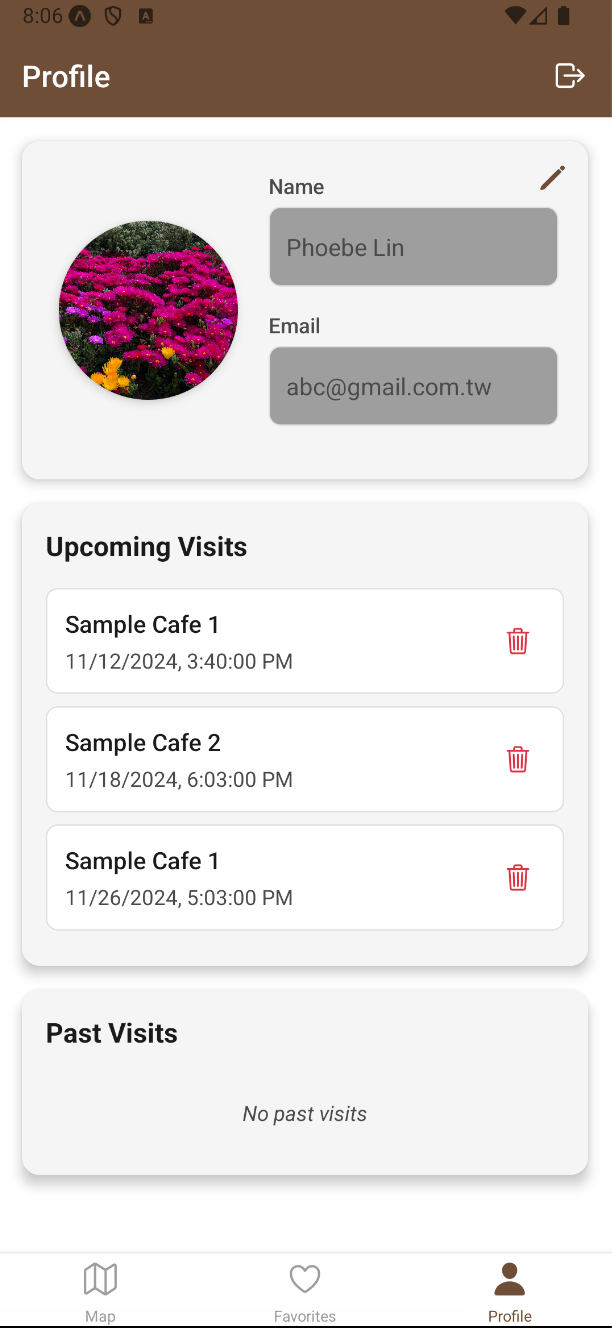 8:06
Profile
Name
Phoebe Lin
Email
abc@gmail.com.tw
Upcoming Visits
Sample Cafe 1
11/12/2024, 3:40:00 PM
Sample Cafe 2
11/18/2024, 6:03:00 PM
Sample Cafe 1
11/26/2024, 5:03:00 PM
Past Visits
No past visits
Map Favorites Profile